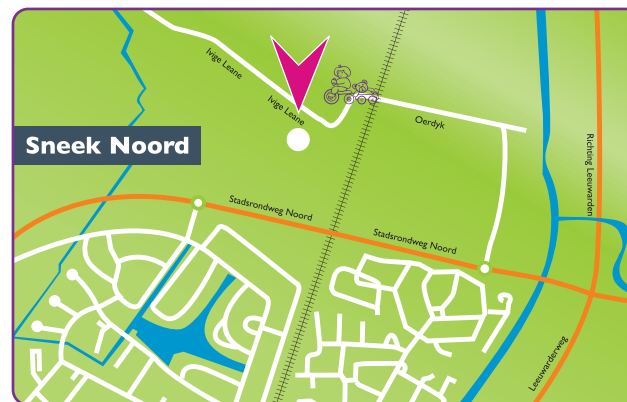 Ivige Leane
Ivige Leane
Oerdyk
Sneek Noord
Richting Leeuwarden
Stadsrondweg Noord
Stadsrondweg Noord
Leeuwarderweg